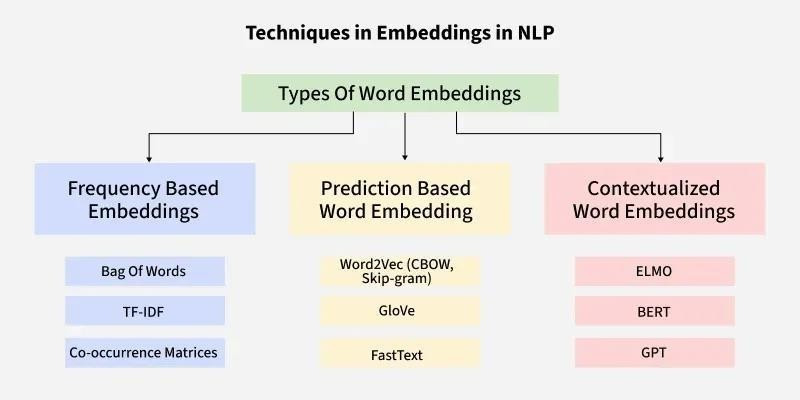 Techniques in Embeddings in NLP
Types Of Word Embeddings
Frequency Based
Embeddings
Bag Of Words
TF-IDF
Co-occurrence Matrices
Prediction Based
Word Embedding
Word2Vec (CBOW,
Skip-gram)
GloVe
FastText
Contextualized
Word Embeddings
ELMO
BERT
GPT